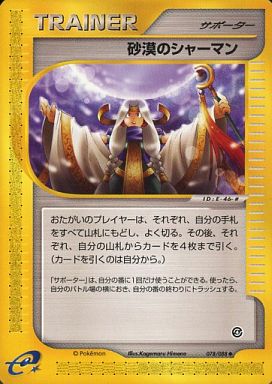 TRAINER
サポーター
砂漠のシャーマン
ID:E-46-#
おたがいのプレイヤーは、それぞれ、自分の手札
をすべて山札にもどし、よく切る。その後、それ
ぞれ、自分の山札からカードを4枚まで引く。
(カードを引くのは自分から。)
「サポーター」は、自分の番に1回だけ使うことができる。使ったら、
自分のバトル場の横におき、自分の番の終わりにトラッシュする。
©Pokémon
Illus.Kagemaru Himeno
078/088
e